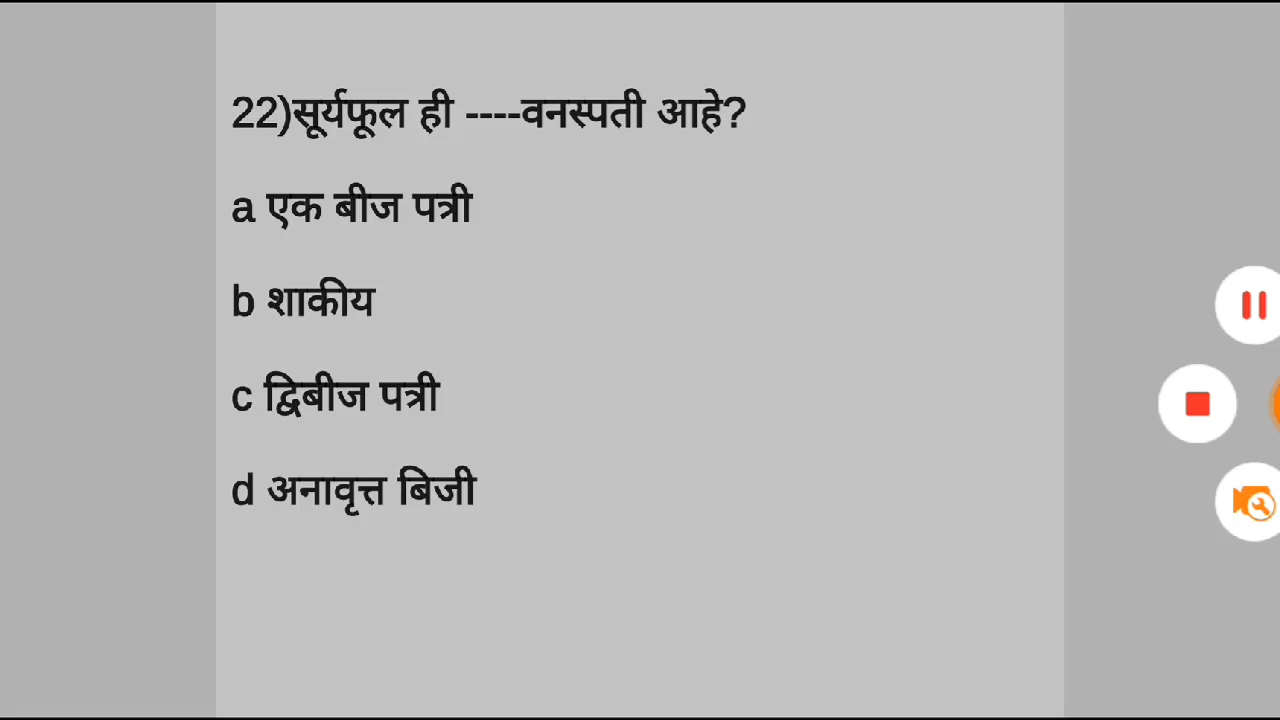 22)सूर्यफूल ही ----वनस्पती आहे?
a एक बीज पत्री
b शाकीय
c द्विबीज पत्री
d अनावृत्त बिजी